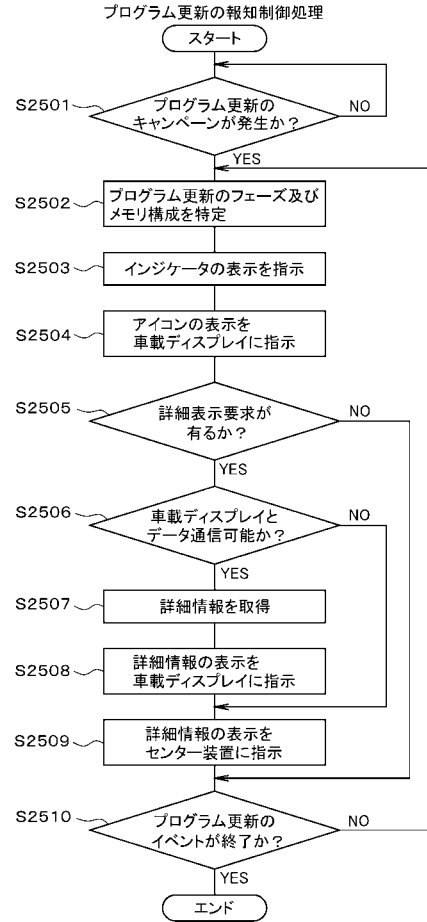 プログラム更新の報知制御処理
スタート
S2501
プログラム更新の
キャンペーンが発生か？
NO
YES
S2502
プログラム更新のフェーズ及び
メモリ構成を特定
S2503
インジケータの表示を指示
S2504
アイコンの表示を
車載ディスプレイに指示
S2505
詳細表示要求が
有るか？
NO
YES
S2506
車載ディスプレイと
データ通信可能か？
NO
YES
S2507
詳細情報を取得
S2508
詳細情報の表示を
車載ディスプレイに指示
S2509
詳細情報の表示を
センター装置に指示
S2510
プログラム更新の
イベントが終了か？
NO
YES
エンド